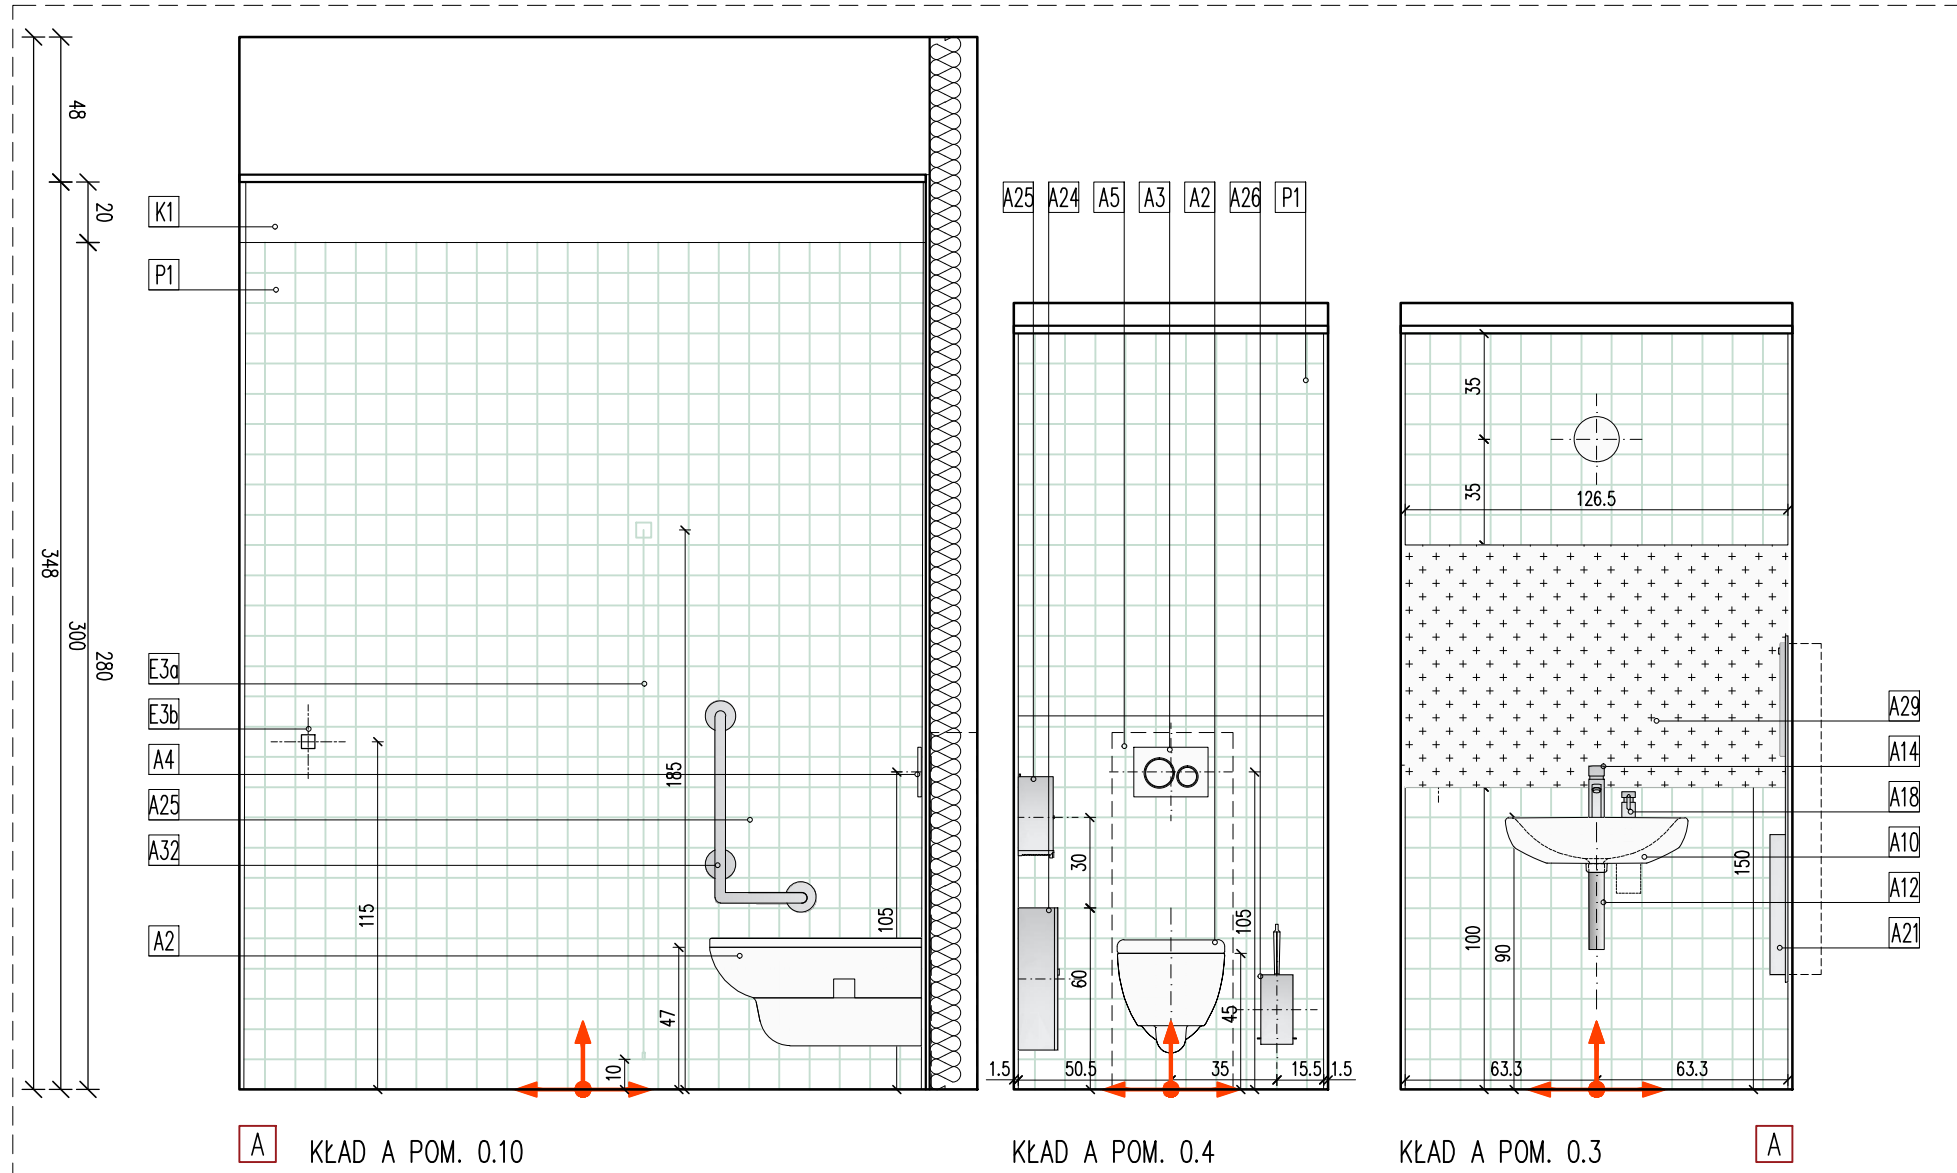 48
20
348
300
280
K1
P1
E3a
E3b
A4
A25
A32
A2
115
185
105
47
10
A25 A24 A5 A3 A2 A26 P1
30
60
105
45
1.5 50.5 35 15.5 1.5
35
35
126.5
100
90
150
63.3 63.3
A29
A14
A18
A10
A12
A21
A KŁAD A POM. 0.10
KŁAD A POM. 0.4
KŁAD A POM. 0.3 A